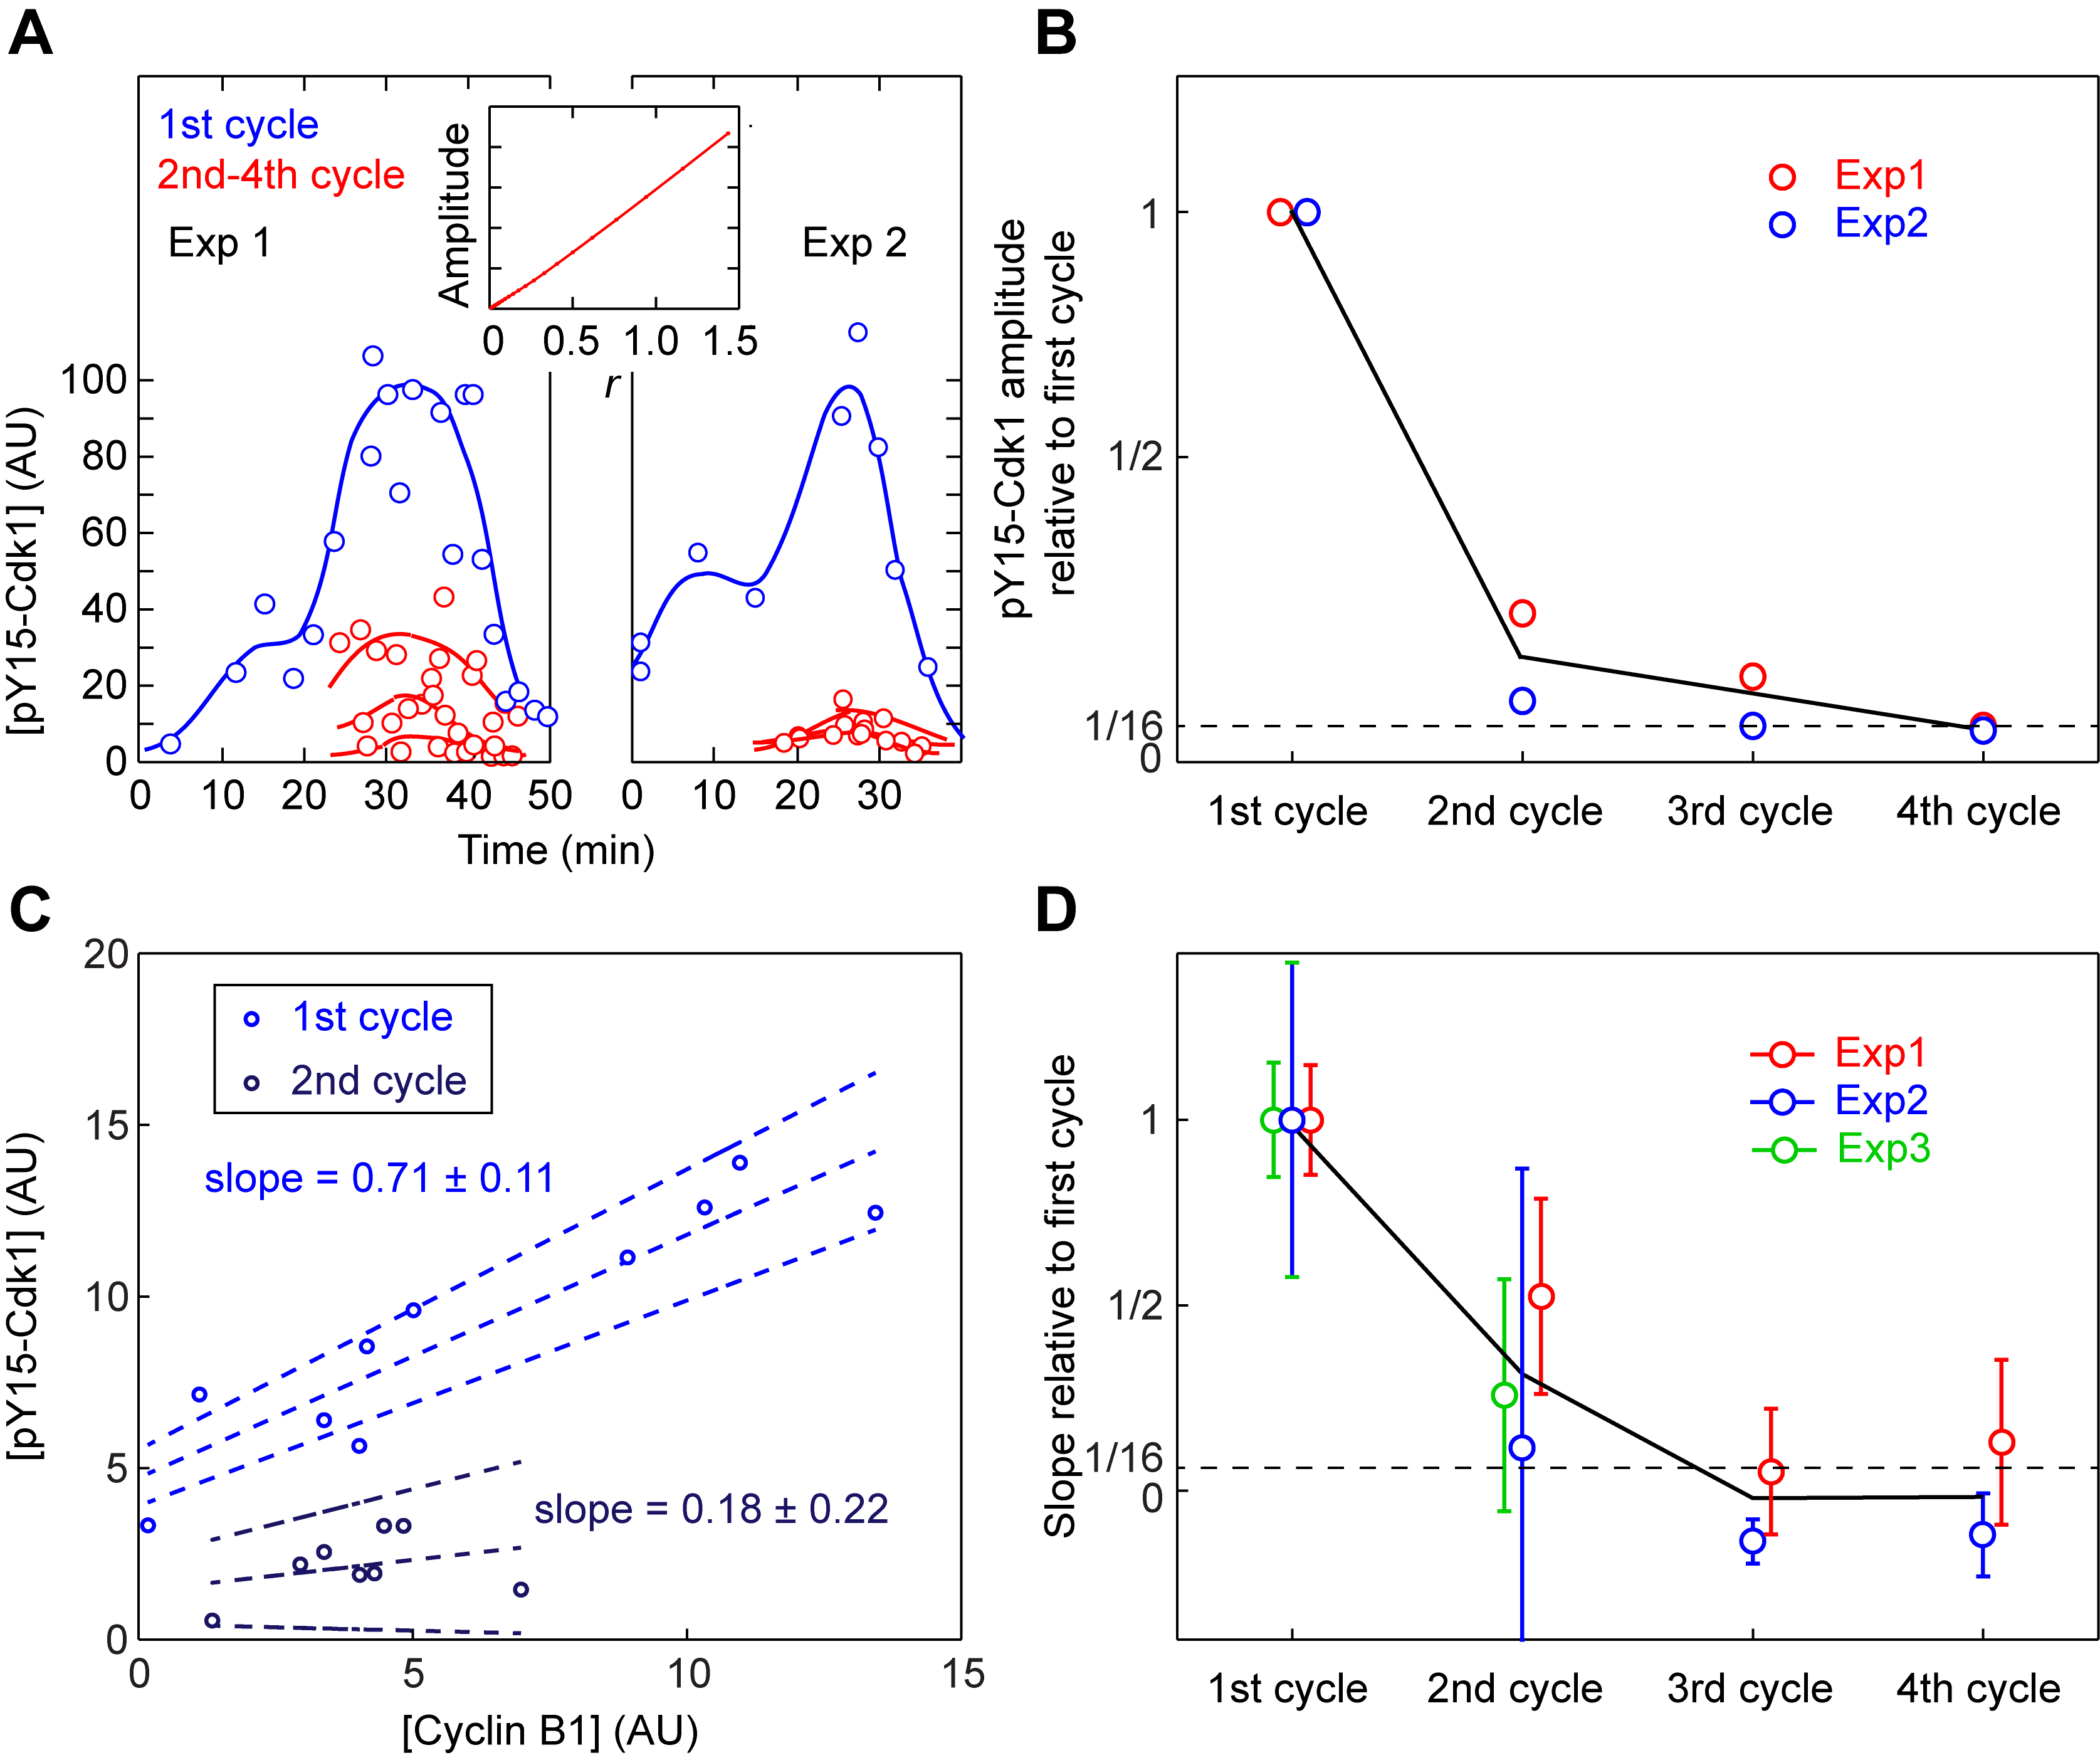 A
1st cycle
2nd-4th cycle
Exp 1
Exp 2
Amplitude
0 0.5 1.0 1.5
r
[pY15-Cdk1] (AU)
100
80
60
40
20
0
0 10 20 30 40 50
0 10 20 30
Time (min)
B
pY15-Cdk1 amplitude
relative to first cycle
Exp1
Exp2
1
1/2
1/16
0
1st cycle 2nd cycle 3rd cycle 4th cycle
C
[pY15-Cdk1] (AU)
20
15
10
5
0
1st cycle
2nd cycle
slope = 0.71 ± 0.11
slope = 0.18 ± 0.22
0 5 10 15
[Cyclin B1] (AU)
D
Slope relative to first cycle
Exp1
Exp2
Exp3
1
1/2
1/16
0
1st cycle 2nd cycle 3rd cycle 4th cycle